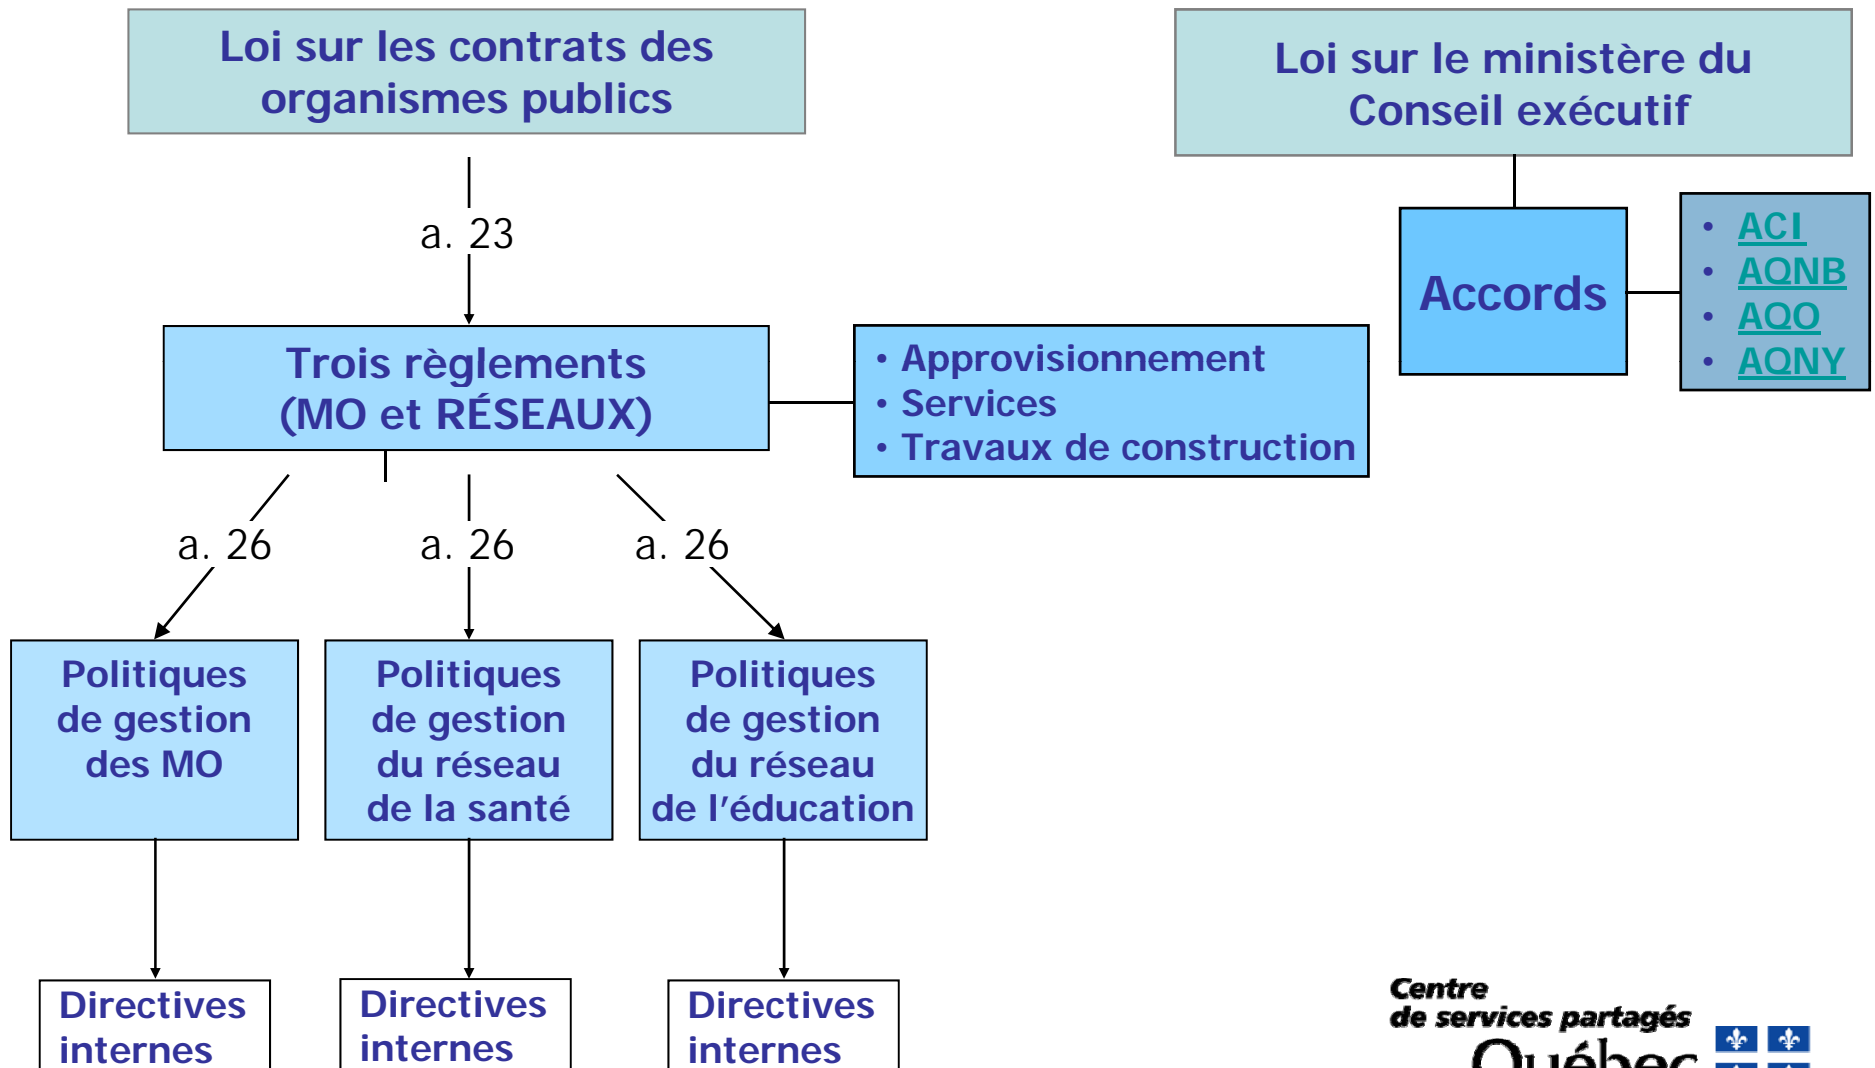 Loi sur les contrats des
organismes publics
Loi sur le ministère du
Conseil exécutif
a. 23
Accords
• ACI
• AQNB
• AQO
• AQNY
Trois règlements
(MO et RÉSEAUX)
• Approvisionnement
• Services
• Travaux de construction
a. 26
a. 26
a. 26
Politiques
de gestion
des MO
Politiques
de gestion
du réseau
de la santé
Politiques
de gestion
du réseau
de l'éducation
Directives
internes
Directives
internes
Directives
internes
Centre
de services partagés
Québec